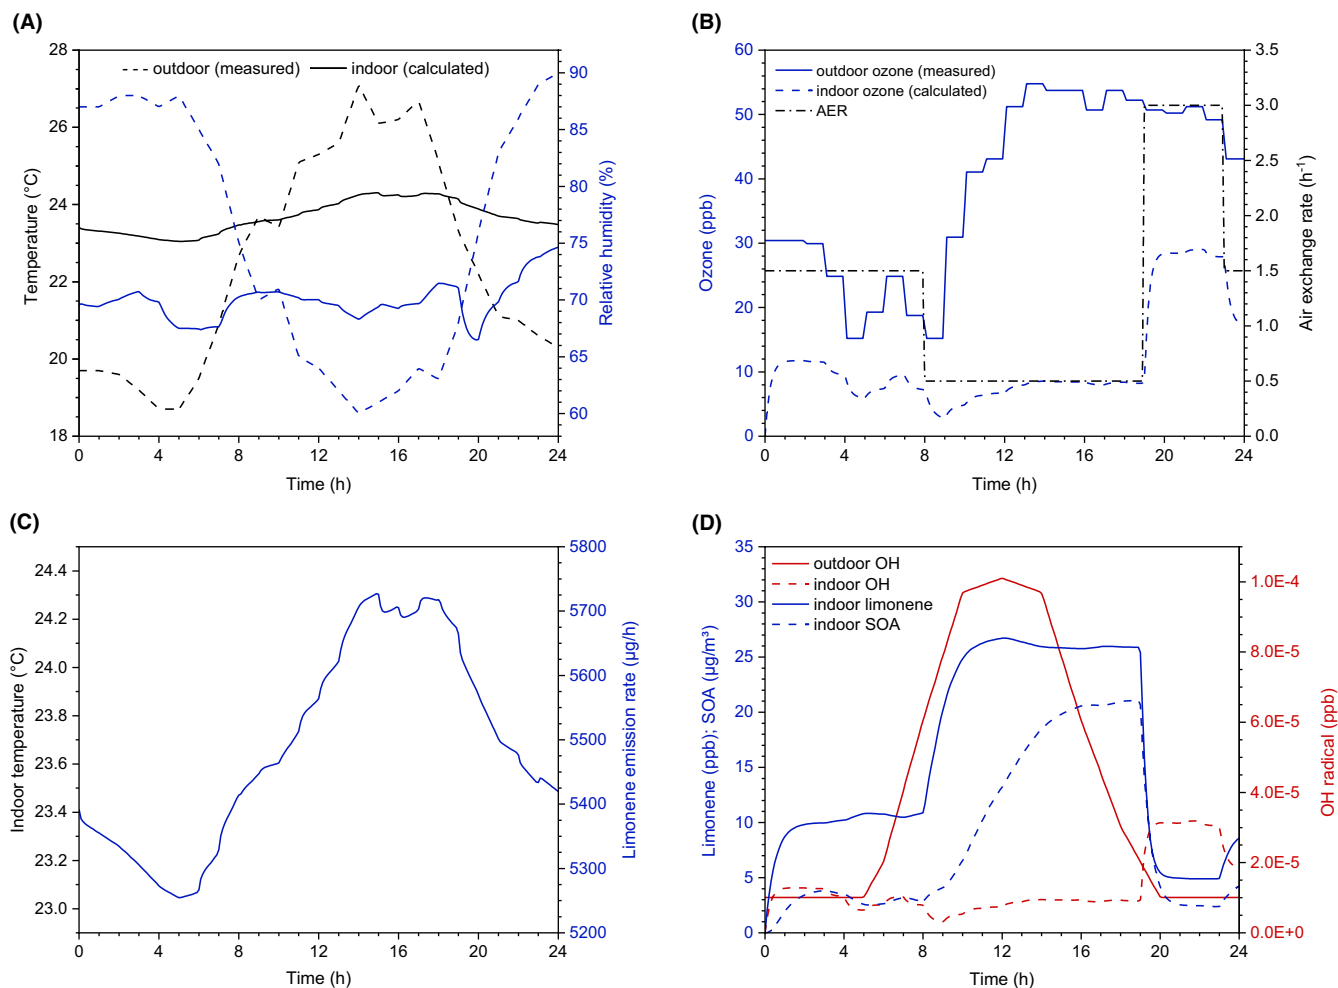 (A)
28
26
24
22
20
18
Temperature (°C)
outdoor (measured)
indoor (calculated)
90
85
80
75
70
65
60
Relative humidity (%)
0 4 8 12 16 20 24
Time (h)
(B)
60
50
40
30
20
10
0
Ozone (ppb)
outdoor ozone (measured)
indoor ozone (calculated)
AER
3.5
3.0
2.5
2.0
1.5
1.0
0.5
0.0
Air exchange rate (h⁻¹)
0 4 8 12 16 20 24
Time (h)
(C)
24.4
24.2
24.0
23.8
23.6
23.4
23.2
23.0
Indoor temperature (°C)
5800
5700
5600
5500
5400
5300
5200
Limonene emission rate (µg/h)
0 4 8 12 16 20 24
Time (h)
(D)
35
30
25
20
15
10
5
0
Limonene (ppb); SOA (µg/m³)
outdoor OH
indoor OH
indoor limonene
indoor SOA
1.0E-4
8.0E-5
6.0E-5
4.0E-5
2.0E-5
0.0E+0
OH radical (ppb)
0 4 8 12 16 20 24
Time (h)